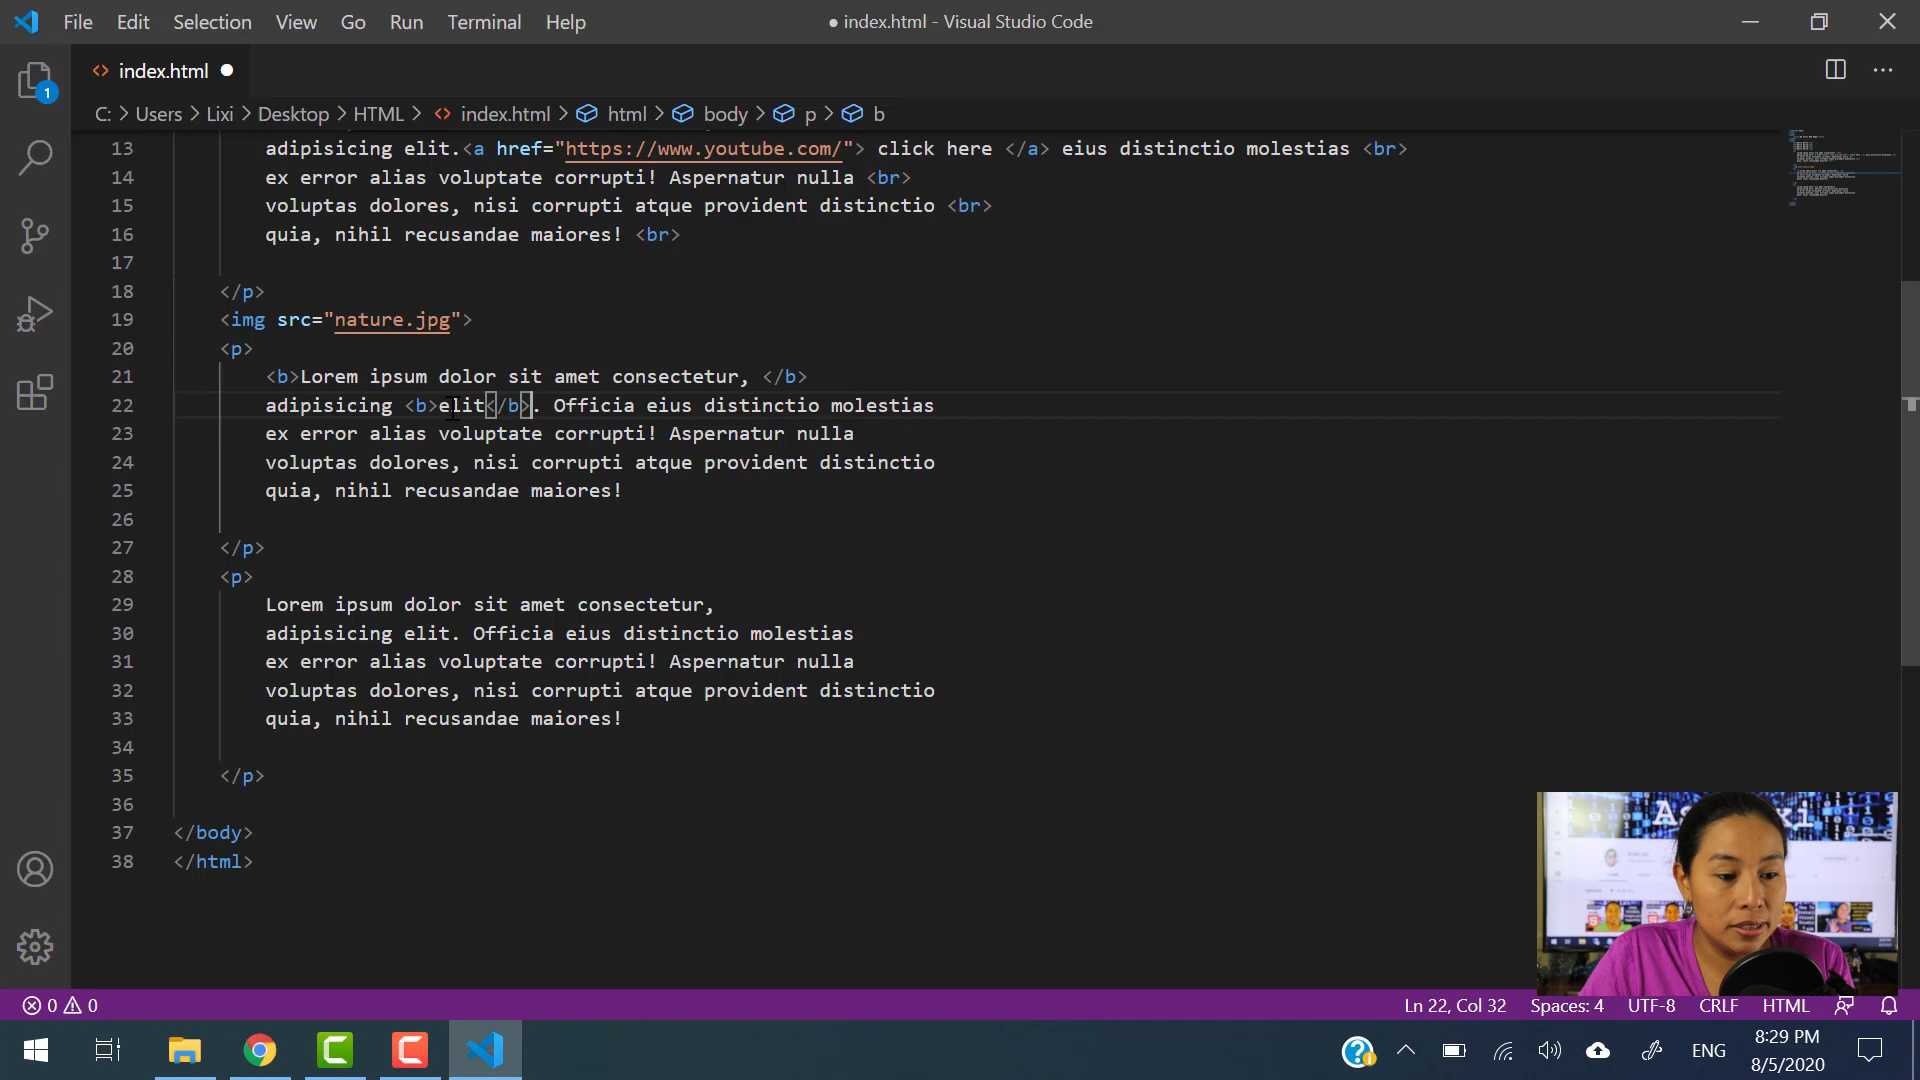 File Edit Selection View Go Run Terminal Help
● index.html - Visual Studio Code
<> index.html ●
1
C: > Users > Lixi > Desktop > HTML > <> index.html > html > body > p > b
13 adipisicing elit.<a href="https://www.youtube.com/"> click here </a> eius distinctio molestias <br>
14 ex error alias voluptate corrupti! Aspernatur nulla <br>
15 voluptas dolores, nisi corrupti atque provident distinctio <br>
16 quia, nihil recusandae maiores! <br>
17
18 </p>
19 <img src="nature.jpg">
20 <p>
21 <b>Lorem ipsum dolor sit amet consectetur, </b>
22 adipisicing <b>elit</b>. Officia eius distinctio molestias
23 ex error alias voluptate corrupti! Aspernatur nulla
24 voluptas dolores, nisi corrupti atque provident distinctio
25 quia, nihil recusandae maiores!
26
27 </p>
28 <p>
29 Lorem ipsum dolor sit amet consectetur,
30 adipisicing elit. Officia eius distinctio molestias
31 ex error alias voluptate corrupti! Aspernatur nulla
32 voluptas dolores, nisi corrupti atque provident distinctio
33 quia, nihil recusandae maiores!
34
35 </p>
36
37 </body>
38 </html>
0 0
Ln 22, Col 32 Spaces: 4 UTF-8 CRLF HTML
ENG
8:29 PM
8/5/2020